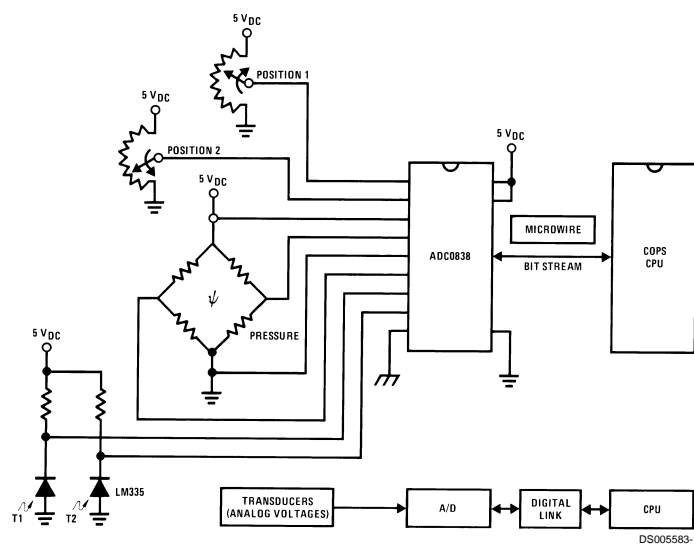 5 VDC
POSITION 1
5 VDC
POSITION 2
5 VDC
5 VDC
ADC0838
MICROWIRE
BIT STREAM
COPS
CPU
ψ
PRESSURE
5 VDC
LM335
T1
T2
TRANSDUCERS
(ANALOG VOLTAGES)
A/D
DIGITAL
LINK
CPU
DS005583-